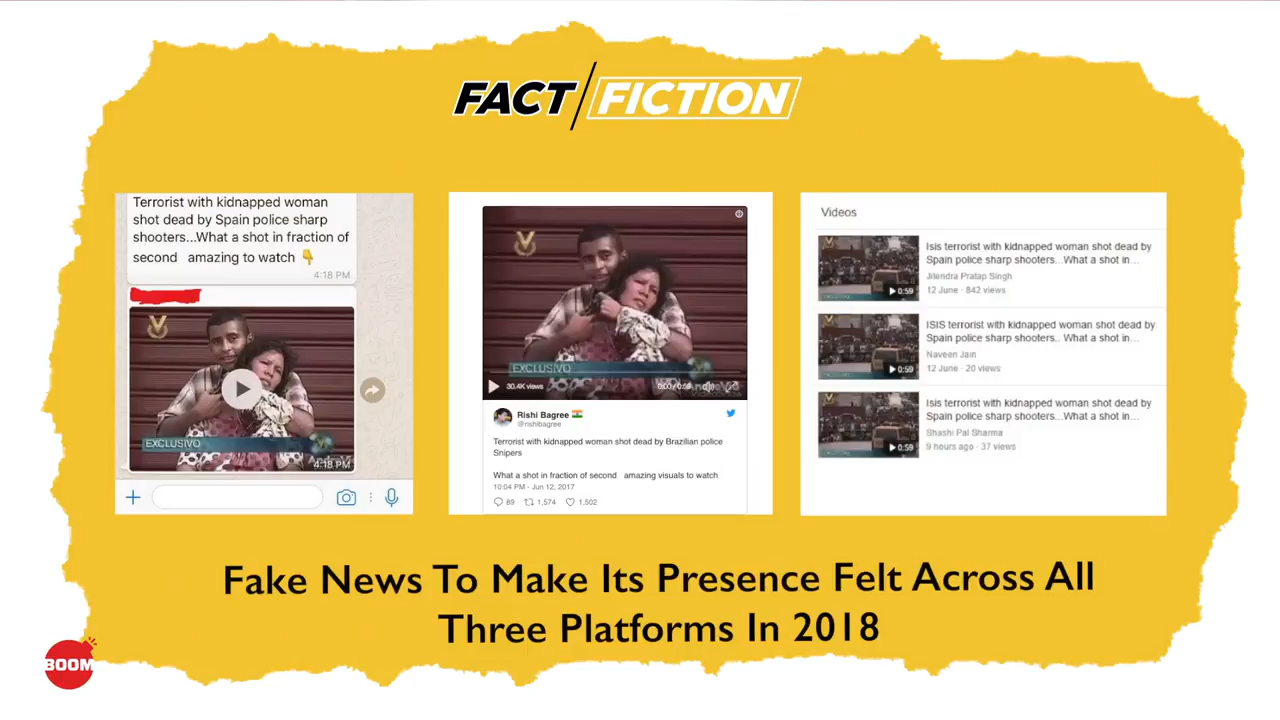 FACT/FICTION
Terrorist with kidnapped woman
shot dead by Spain police sharp
shooters...What a shot in fraction of
second amazing to watch 👇
4:18 PM
EXCLUSIVO
4:18 PM
EXCLUSIVO
30.4K views
0:00 / 0:59
Rishi Bagree 🇮🇳
@rishibagree
Terrorist with kidnapped woman shot dead by Brazilian police
Snipers
What a shot in fraction of second amazing visuals to watch
10:04 PM - Jun 12, 2017
89 1,574 1,502
Videos
Isis terrorist with kidnapped woman shot dead by
Spain police sharp shooters...What a shot in...
Jitendra Pratap Singh
12 June · 842 views
0:59
ISIS terrorist with kidnapped woman shot dead by
Spain police sharp shooters.. What a shot in...
Naveen Jain
12 June · 20 views
0:59
Isis terrorist with kidnapped woman shot dead by
Spain police sharp shooters...What a shot in...
Shashi Pal Sharma
9 hours ago · 37 views
0:59
Fake News To Make Its Presence Felt Across All
Three Platforms In 2018
BOOM